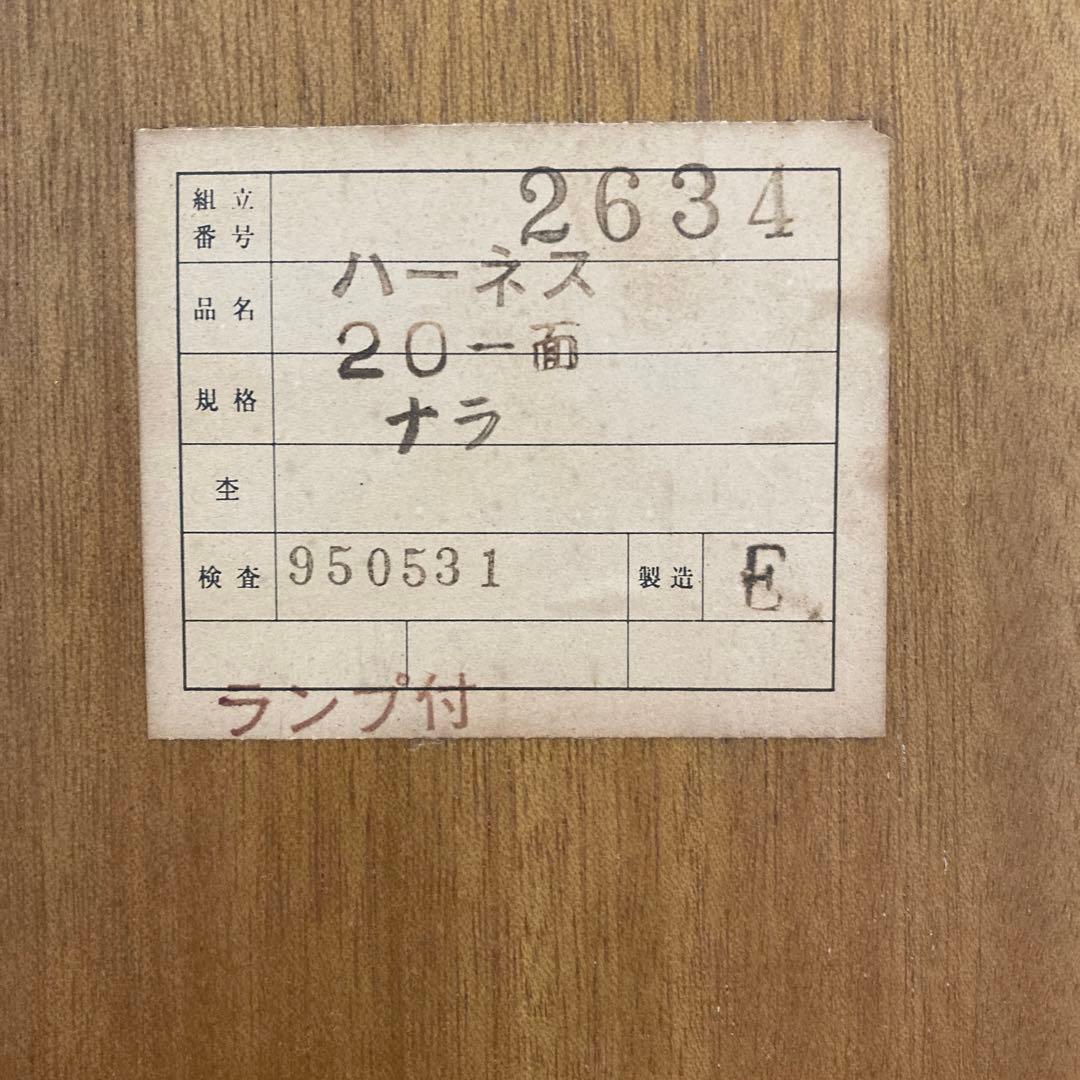 組立番号 2634
品名 ハーネス
20一面
規格 ナラ
杢
検査 950531 製造 E
ランプ付